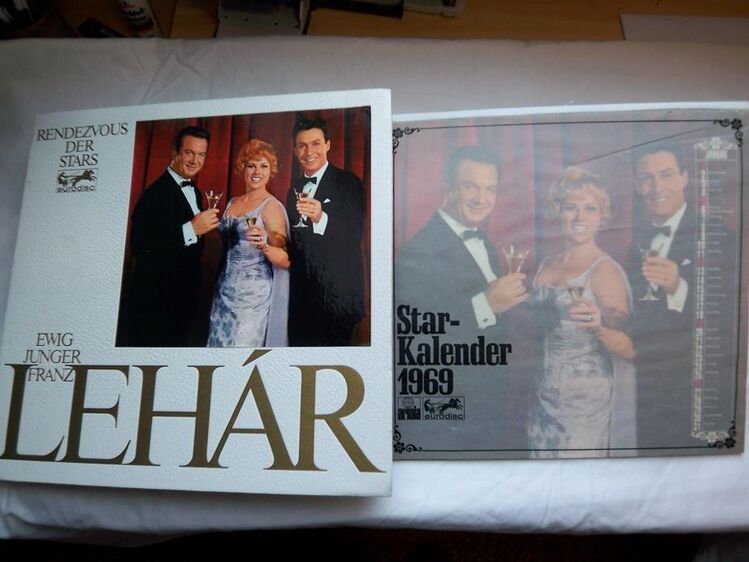 RENDEZVOUS
DER
STARS
eurodisc
EWIG
JUNGER
FRANZ
LEHÁR
Star-
Kalender
1969
ariola
eurodisc